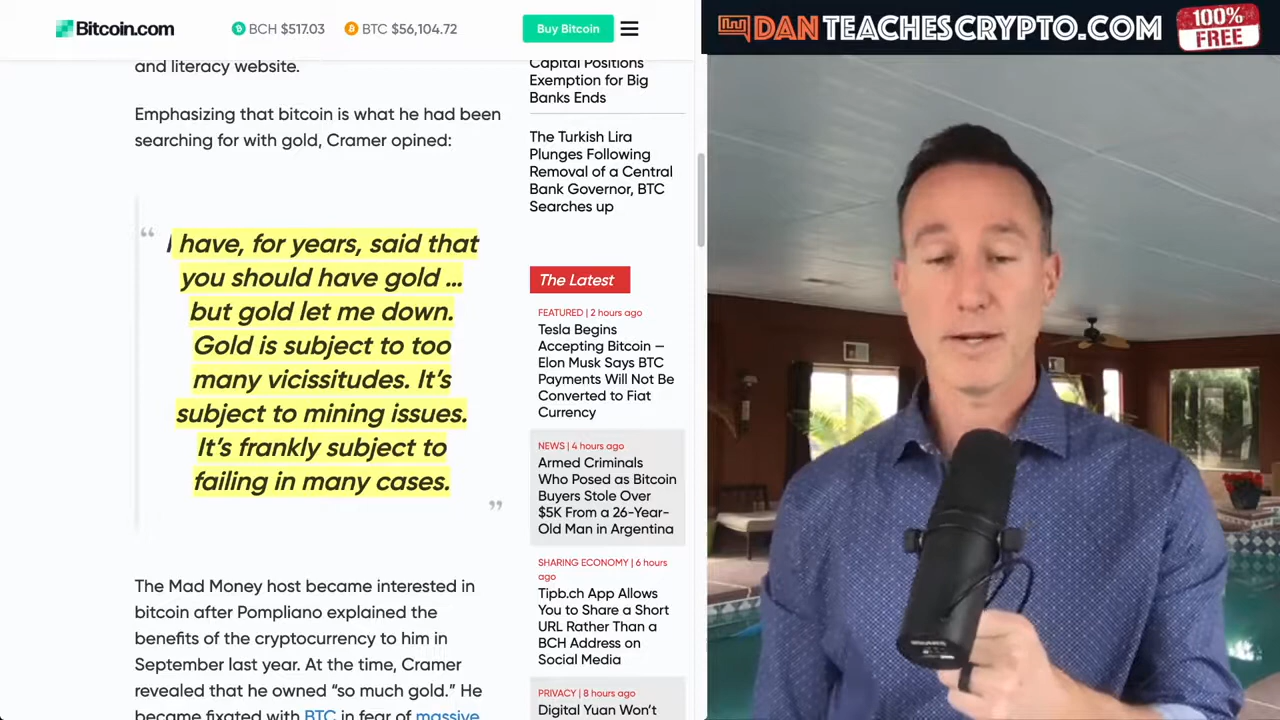 Bitcoin.com
BCH $517.03
BTC $56,104.72
Buy Bitcoin
and literacy website.
Emphasizing that bitcoin is what he had been
searching for with gold, Cramer opined:
“ I have, for years, said that
you should have gold ...
but gold let me down.
Gold is subject to too
many vicissitudes. It’s
subject to mining issues.
It’s frankly subject to
failing in many cases.
”
The Mad Money host became interested in
bitcoin after Pompliano explained the
benefits of the cryptocurrency to him in
September last year. At the time, Cramer
revealed that he owned “so much gold.” He
became fixated with BTC in fear of massive
Capital Positions
Exemption for Big
Banks Ends
The Turkish Lira
Plunges Following
Removal of a Central
Bank Governor, BTC
Searches up
The Latest
FEATURED | 2 hours ago
Tesla Begins
Accepting Bitcoin —
Elon Musk Says BTC
Payments Will Not Be
Converted to Fiat
Currency
NEWS | 4 hours ago
Armed Criminals
Who Posed as Bitcoin
Buyers Stole Over
$5K From a 26-Year-
Old Man in Argentina
SHARING ECONOMY | 6 hours
ago
Tipb.ch App Allows
You to Share a Short
URL Rather Than a
BCH Address on
Social Media
PRIVACY | 8 hours ago
Digital Yuan Won’t
DANTEACHESCRYPTO.COM
100%
FREE